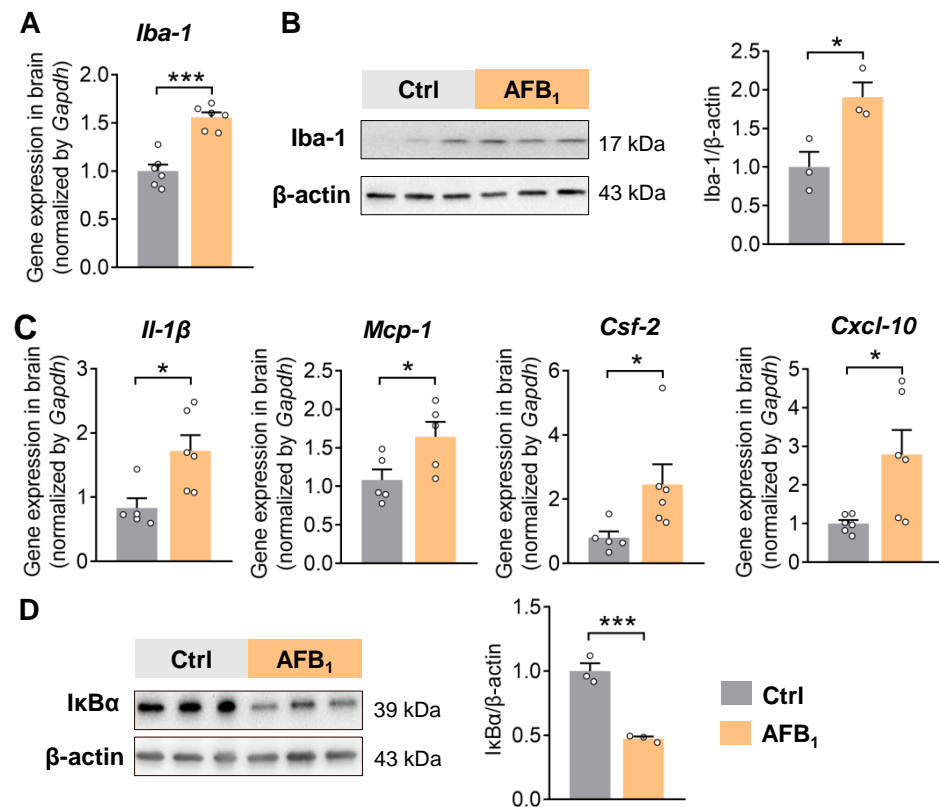 A
Iba-1
Gene expression in brain
(normalized by Gapdh)
2.0
1.5
1.0
0.5
0.0
***
B
Ctrl
AFB₁
Iba-1
17 kDa
β-actin
43 kDa
Iba-1/β-actin
2.5
2.0
1.5
1.0
0.5
0.0
*
C
Il-1β
Gene expression in brain
(normalized by Gapdh)
3
2
1
0
*
Mcp-1
Gene expression in brain
(normalized by Gapdh)
2.5
2.0
1.5
1.0
0.5
0.0
*
Csf-2
Gene expression in brain
(normalized by Gapdh)
6
4
2
0
*
Cxcl-10
Gene expression in brain
(normalized by Gapdh)
5
4
3
2
1
0
*
D
Ctrl
AFB₁
IκBα
39 kDa
β-actin
43 kDa
IκBα/β-actin
1.5
1.0
0.5
0.0
***
Ctrl
AFB₁